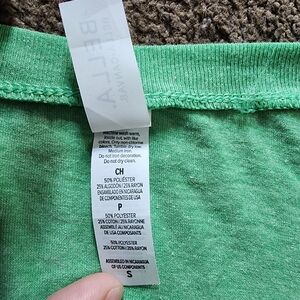 BELLA
Machine wash warm,
inside out, with like
colors. Only non-chlorine
bleach. Tumble dry low.
Medium iron.
Do not iron decoration.
Do not dry clean.
CH
50% POLIÉSTER
25% ALGODÓN / 25% RAYON
ENSAMBLADO EN NICARAGUA
DE COMPONENTES DE USA
P
50% POLYESTER
25% COTON / 25% RAYONNE
ASSEMBLÉ AU NICARAGUA
DE US COMPOSANTS
50% POLYESTER
25% COTTON / 25% RAYON
ASSEMBLED IN NICARAGUA
OF US COMPONENTS
S